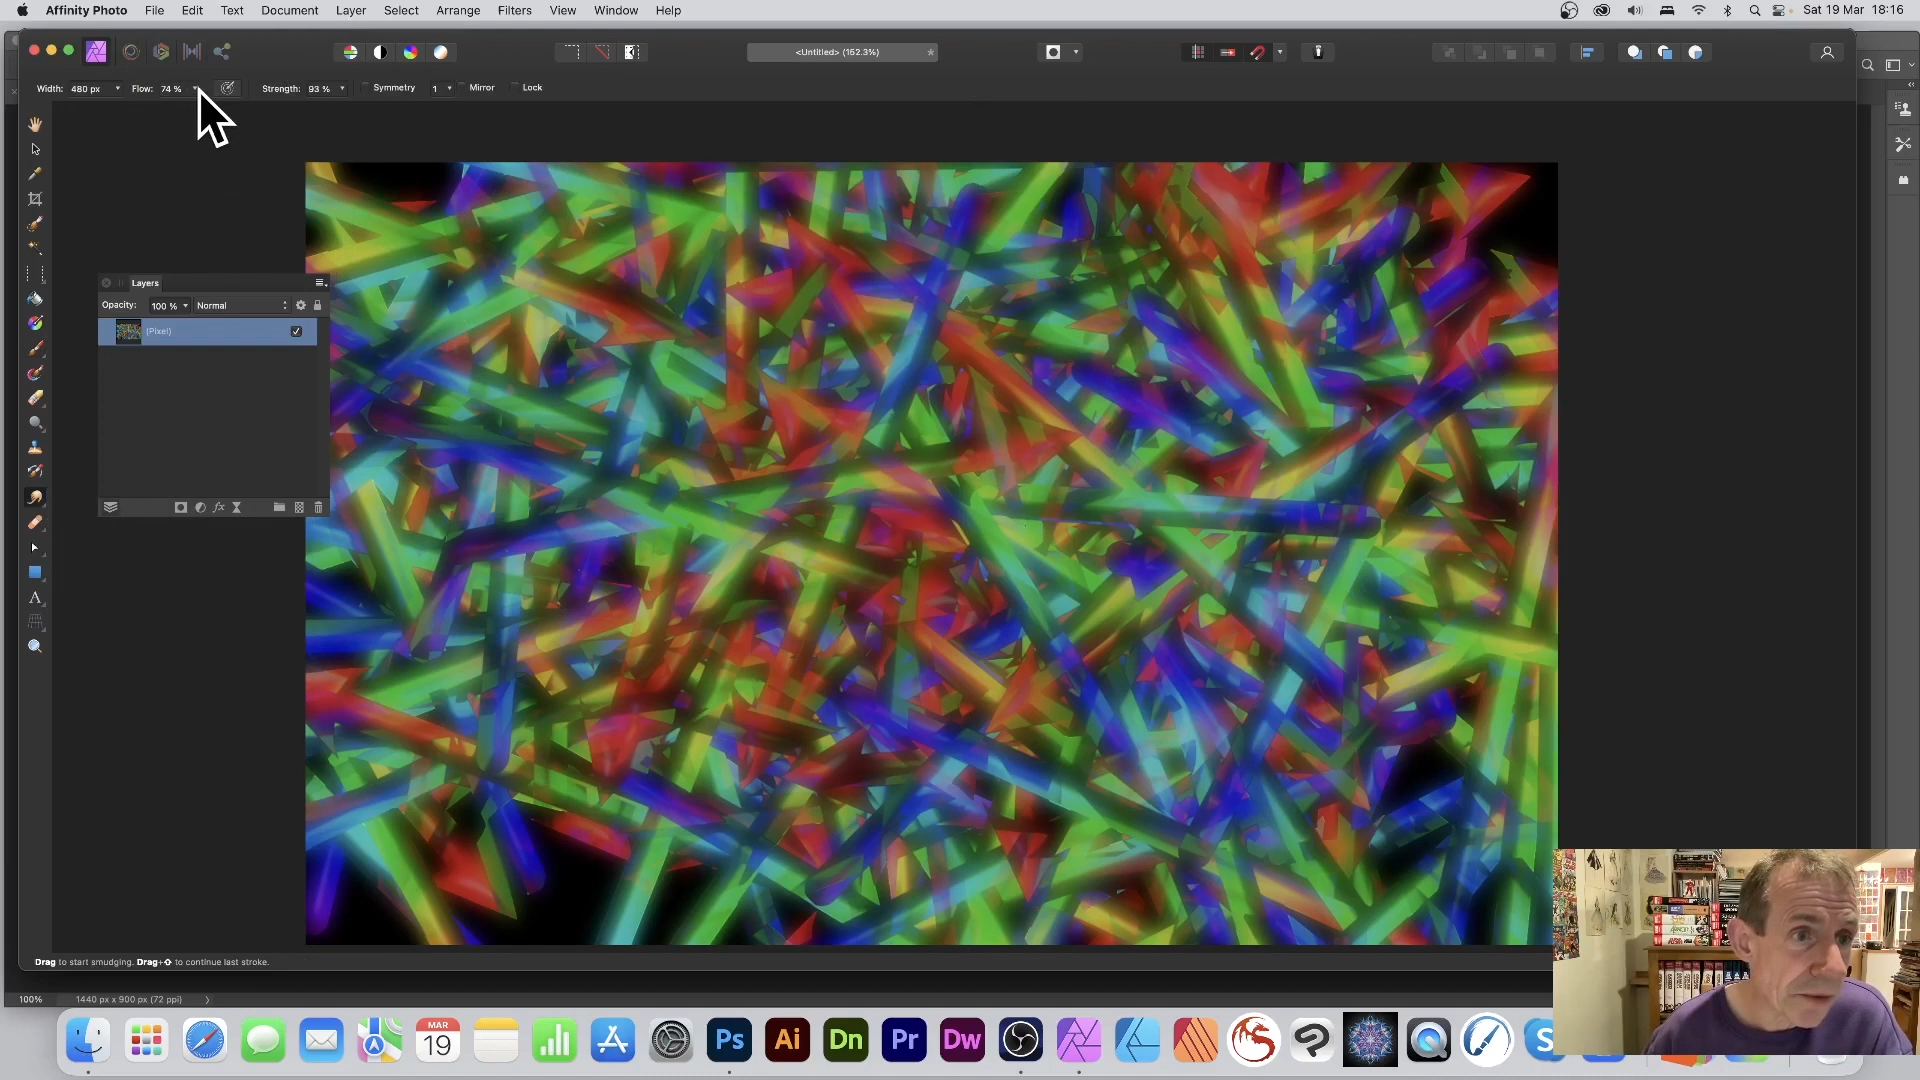 Affinity Photo File Edit Text Document Layer Select Arrange Filters View Window Help Sat 19 Mar 18:16
<Untitled> (162.3%)
Width: 480 px Flow: 74 % Strength: 93 % Symmetry 1 Mirror Lock
Layers
Opacity: 100 % Normal
(Pixel)
fx
A
Drag to start smudging. Drag+⇧ to continue last stroke.
100% 1440 px x 900 px (72 ppi)
MAR
19
Ps Ai Dn Pr Dw S